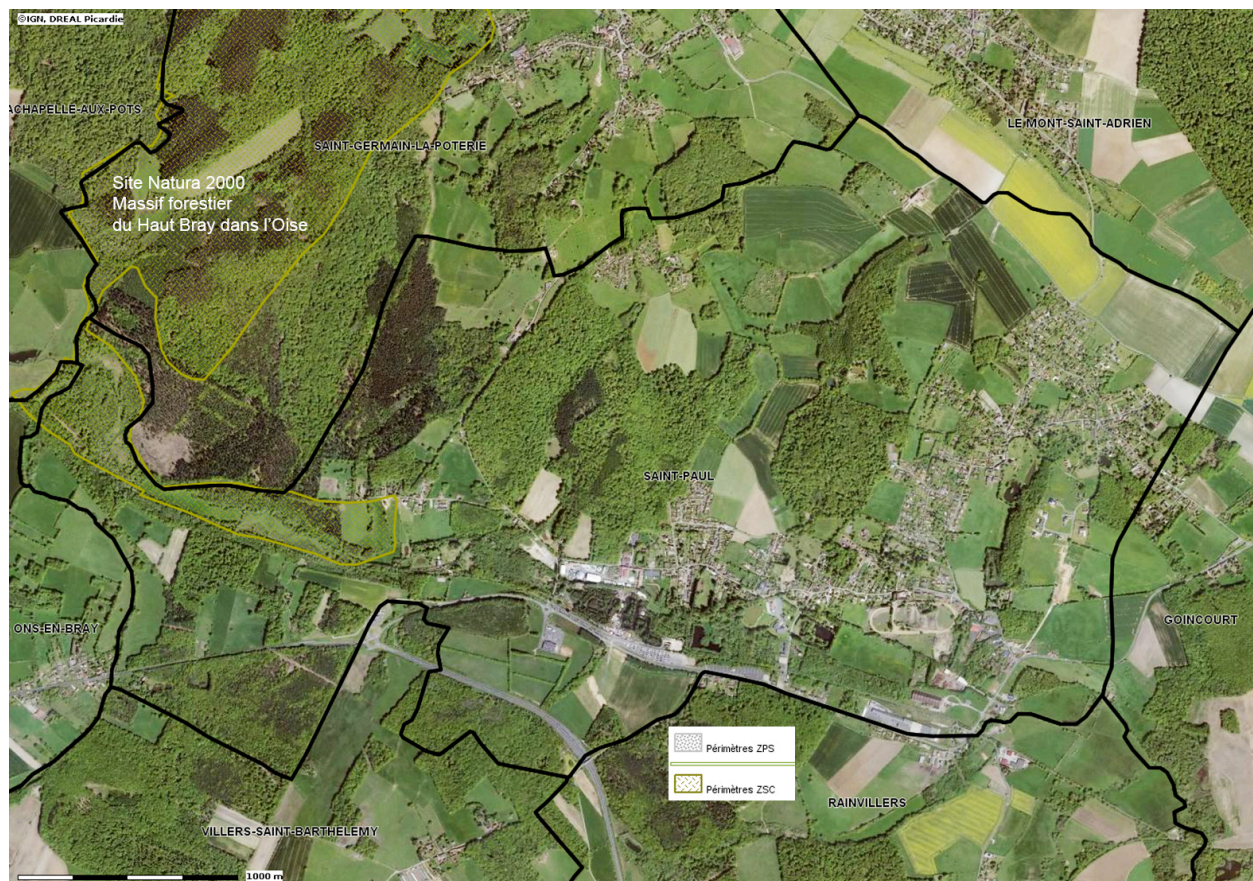 ©IGN, DREAL Picardie
ACHAPELLE-AUX-POTS
LE MONT-SAINT-ADRIEN
SAINT-GERMAIN-LA-POTERIE
Site Natura 2000
Massif forestier
du Haut Bray dans l'Oise
SAINT-PAUL
GOINCOURT
ONS-EN-BRAY
Périmètres ZPS
Périmètres ZSC
RAINVILLERS
VILLERS-SAINT-BARTHELEMY
1000 m